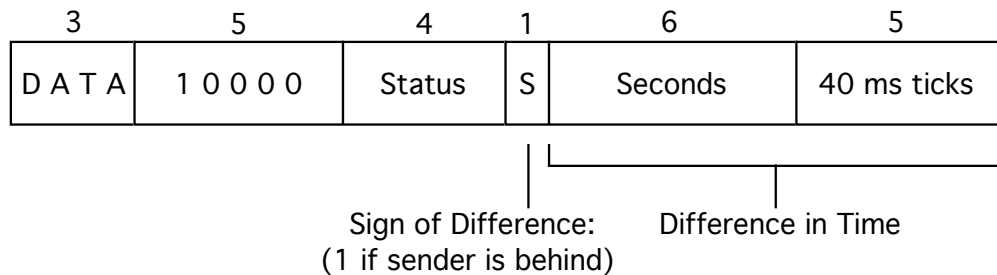 3 5 4 1 6 5
D A T A 1 0 0 0 0 Status S Seconds 40 ms ticks
Sign of Difference: Difference in Time
(1 if sender is behind)